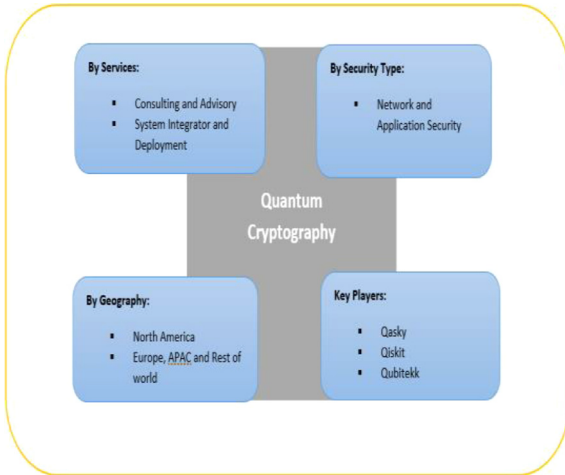 By Services:
▪ Consulting and Advisory
▪ System Integrator and
Deployment
By Security Type:
▪ Network and
Application Security
Quantum
Cryptography
By Geography:
▪ North America
▪ Europe, APAC and Rest of
world
Key Players:
▪ Qasky
▪ Qiskit
▪ Qubitekk